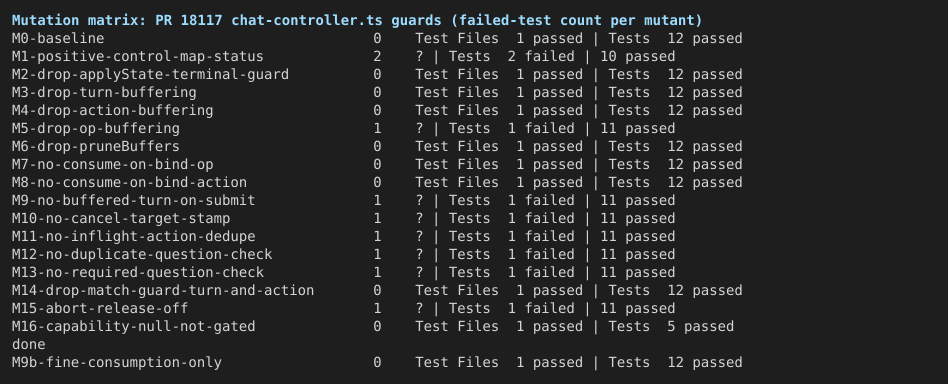 Mutation matrix: PR 18117 chat-controller.ts guards (failed-test count per mutant)
M0-baseline 0 Test Files 1 passed | Tests 12 passed
M1-positive-control-map-status 2 ? | Tests 2 failed | 10 passed
M2-drop-applyState-terminal-guard 0 Test Files 1 passed | Tests 12 passed
M3-drop-turn-buffering 0 Test Files 1 passed | Tests 12 passed
M4-drop-action-buffering 0 Test Files 1 passed | Tests 12 passed
M5-drop-op-buffering 1 ? | Tests 1 failed | 11 passed
M6-drop-pruneBuffers 0 Test Files 1 passed | Tests 12 passed
M7-no-consume-on-bind-op 0 Test Files 1 passed | Tests 12 passed
M8-no-consume-on-bind-action 0 Test Files 1 passed | Tests 12 passed
M9-no-buffered-turn-on-submit 1 ? | Tests 1 failed | 11 passed
M10-no-cancel-target-stamp 1 ? | Tests 1 failed | 11 passed
M11-no-inflight-action-dedupe 1 ? | Tests 1 failed | 11 passed
M12-no-duplicate-question-check 1 ? | Tests 1 failed | 11 passed
M13-no-required-question-check 1 ? | Tests 1 failed | 11 passed
M14-drop-match-guard-turn-and-action 0 Test Files 1 passed | Tests 12 passed
M15-abort-release-off 1 ? | Tests 1 failed | 11 passed
M16-capability-null-not-gated 0 Test Files 1 passed | Tests 5 passed
done
M9b-fine-consumption-only 0 Test Files 1 passed | Tests 12 passed